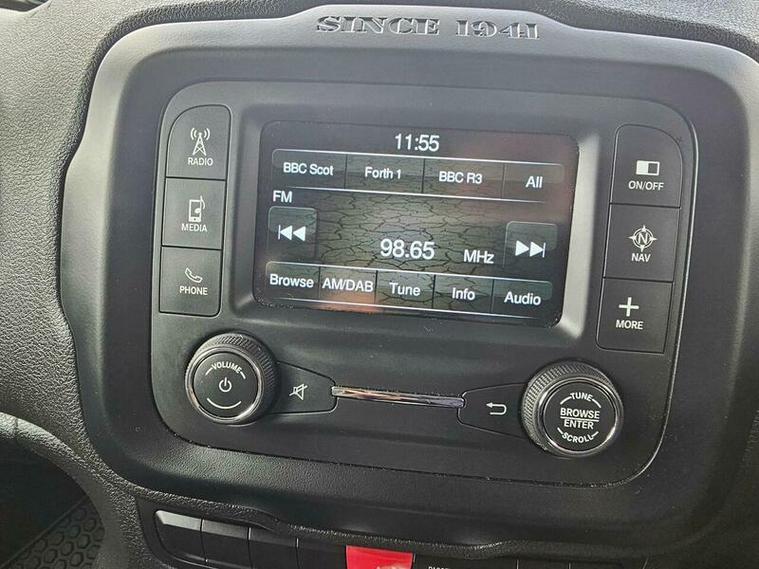 SINCE 1941
11:55
BBC Scot Forth 1 BBC R3 All
FM
98.65 MHz
Browse AM/DAB Tune Info Audio
RADIO
MEDIA
PHONE
ON/OFF
N
NAV
MORE
VOLUME
TUNE
BROWSE
ENTER
SCROLL